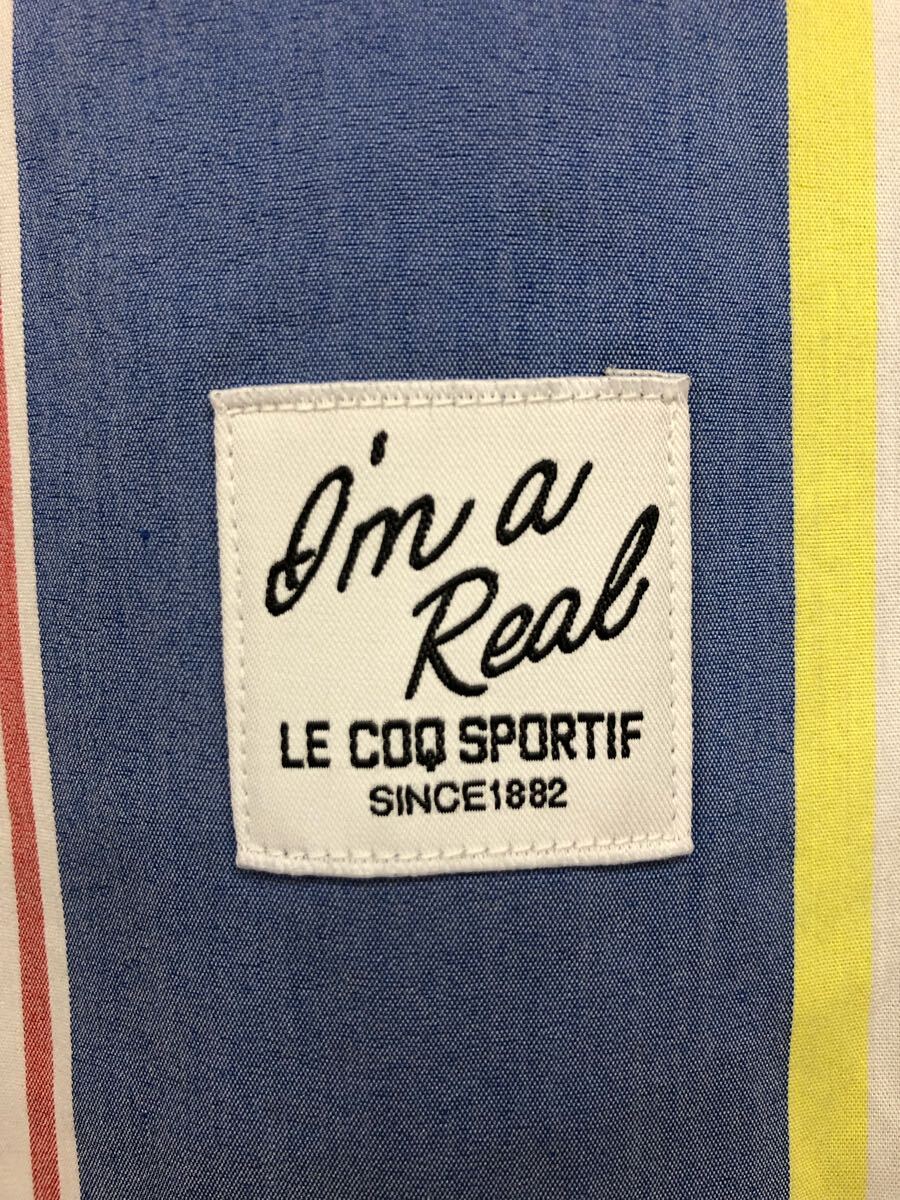 I'm a
Real
LE COQ SPORTIF
SINCE1882